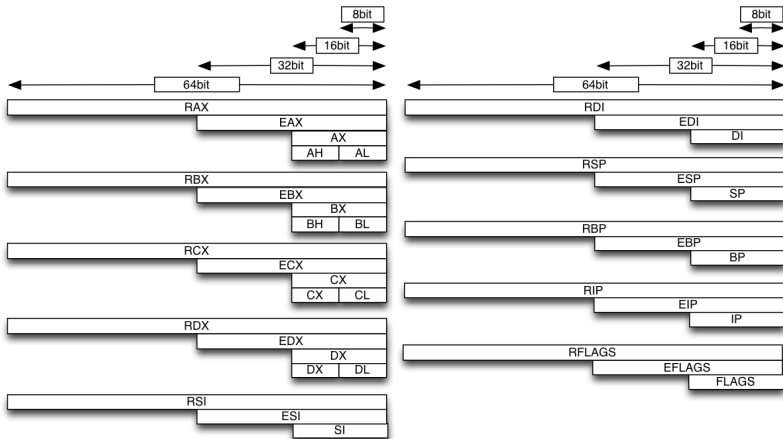 8bit
16bit
32bit
64bit
RAX
EAX
AX
AH AL
RBX
EBX
BX
BH BL
RCX
ECX
CX
CX CL
RDX
EDX
DX
DX DL
RSI
ESI
SI
8bit
16bit
32bit
64bit
RDI
EDI
DI
RSP
ESP
SP
RBP
EBP
BP
RIP
EIP
IP
RFLAGS
EFLAGS
FLAGS